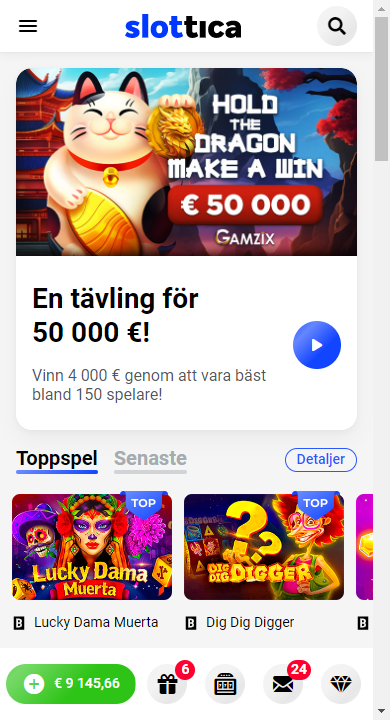 slottica
HOLD
THE
DRAGON
MAKE A WIN
€ 50 000
GAMZIX
En tävling för
50 000 €!
Vinn 4 000 € genom att vara bäst
bland 150 spelare!
Toppspel Senaste Detaljer
TOP TOP
Lucky Dama
Muerta
DIG DIG
DIGGER
B Lucky Dama Muerta B Dig Dig Digger B
€ 9 145,66 6 24